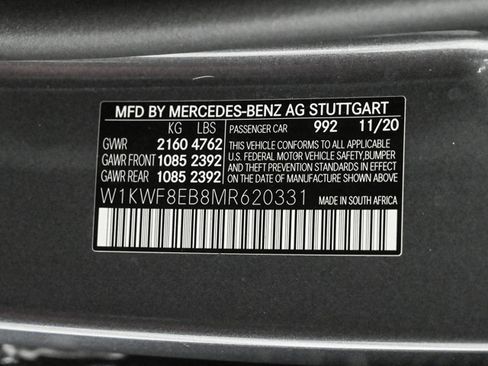 MFD BY MERCEDES-BENZ AG STUTTGART
KG LBS PASSENGER CAR 992 11/20
GVWR 2160 4762
GAWR FRONT 1085 2392
GAWR REAR 1085 2392
THIS VEHICLE CONFORMS TO ALL APPLICABLE
U.S. FEDERAL MOTOR VEHICLE SAFETY,BUMPER
AND THEFT PREVENTION STANDARDS IN EFFECT
ON THE DATE OF MANUFACTURE SHOWN ABOVE.
W1KWF8EB8MR620331
MADE IN SOUTH AFRICA